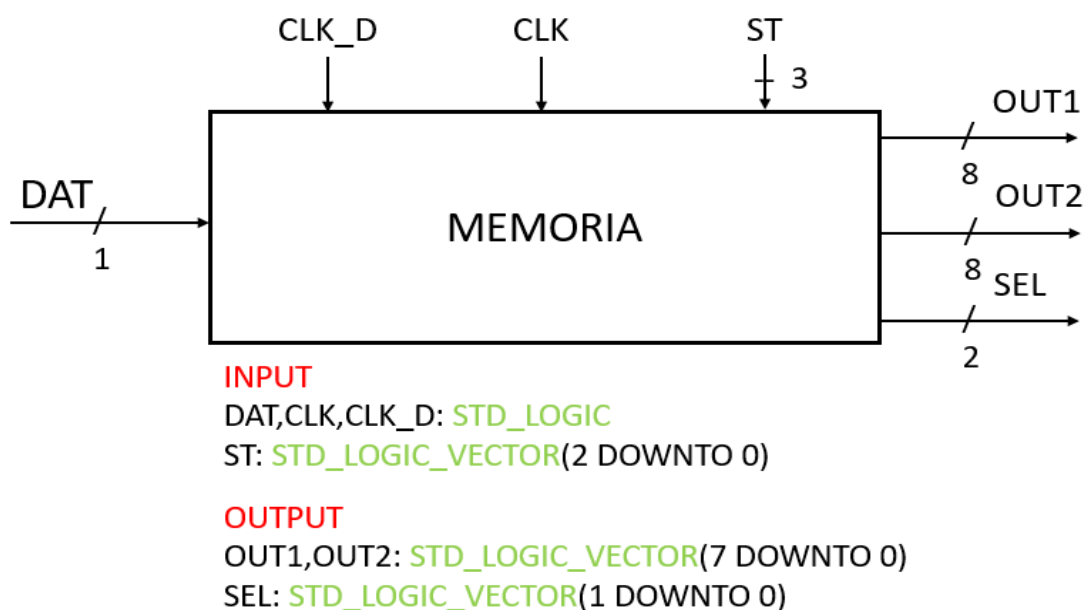 CLK_D CLK ST
3
OUT1
8
DAT
1
MEMORIA
OUT2
8
SEL
2
INPUT
DAT,CLK,CLK_D: STD_LOGIC
ST: STD_LOGIC_VECTOR(2 DOWNTO 0)
OUTPUT
OUT1,OUT2: STD_LOGIC_VECTOR(7 DOWNTO 0)
SEL: STD_LOGIC_VECTOR(1 DOWNTO 0)